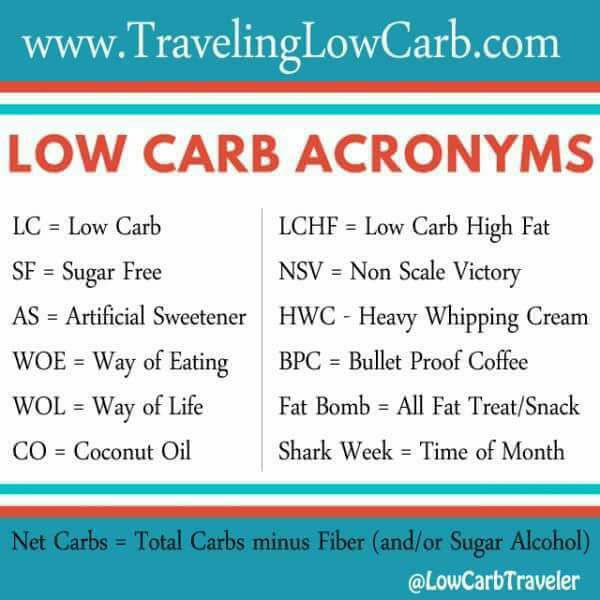 www.TravelingLowCarb.com
LOW CARB ACRONYMS
LC = Low Carb
SF = Sugar Free
AS = Artificial Sweetener
WOE = Way of Eating
WOL = Way of Life
CO = Coconut Oil
LCHF = Low Carb High Fat
NSV = Non Scale Victory
HWC - Heavy Whipping Cream
BPC = Bullet Proof Coffee
Fat Bomb = All Fat Treat/Snack
Shark Week = Time of Month
Net Carbs = Total Carbs minus Fiber (and/or Sugar Alcohol)
@LowCarbTraveler